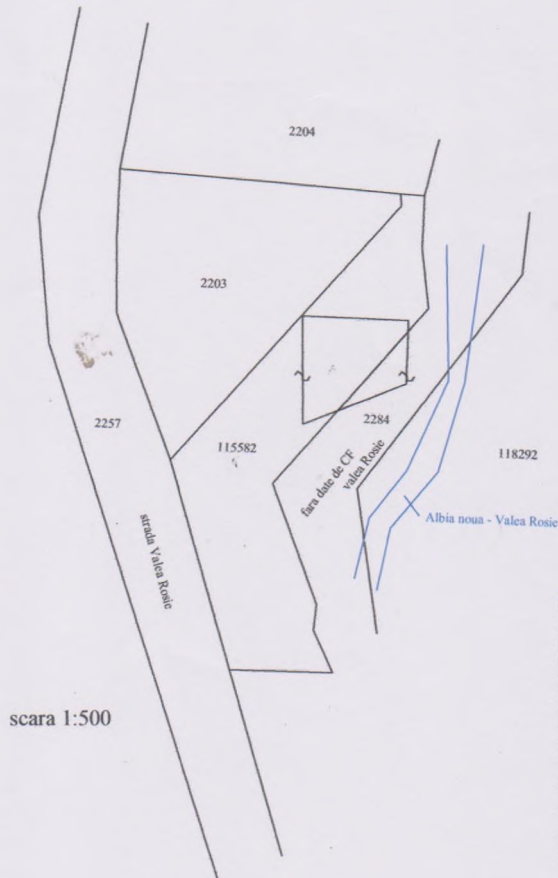 2204
2203
2257
115582
2284
fara date de CF
valea Rosie
118292
Albia noua - Valea Rosie
strada Valea Rosie
scara 1:500